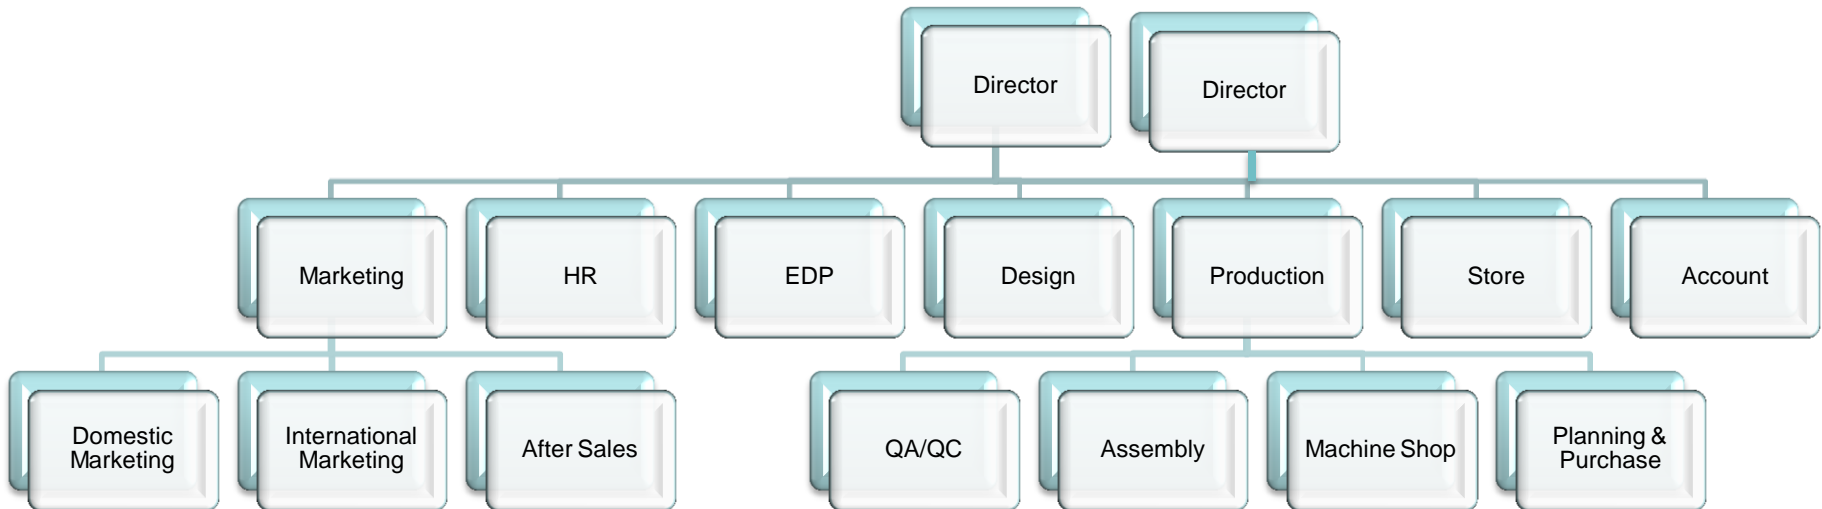 Director
Director
Marketing
HR
EDP
Design
Production
Store
Account
Domestic
Marketing
International
Marketing
After Sales
QA/QC
Assembly
Machine Shop
Planning &
Purchase